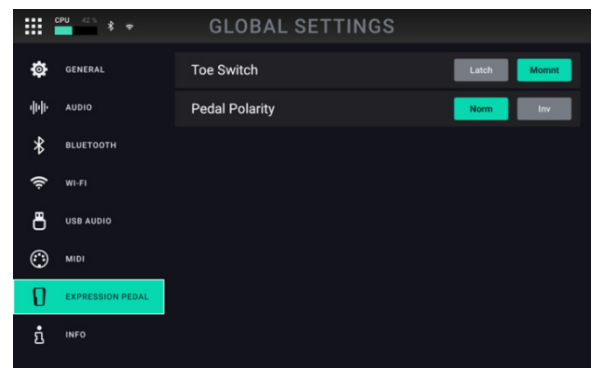 CPU 42 %
GLOBAL SETTINGS
GENERAL
AUDIO
BLUETOOTH
WI-FI
USB AUDIO
MIDI
EXPRESSION PEDAL
INFO
Toe Switch Latch Momnt
Pedal Polarity Norm Inv